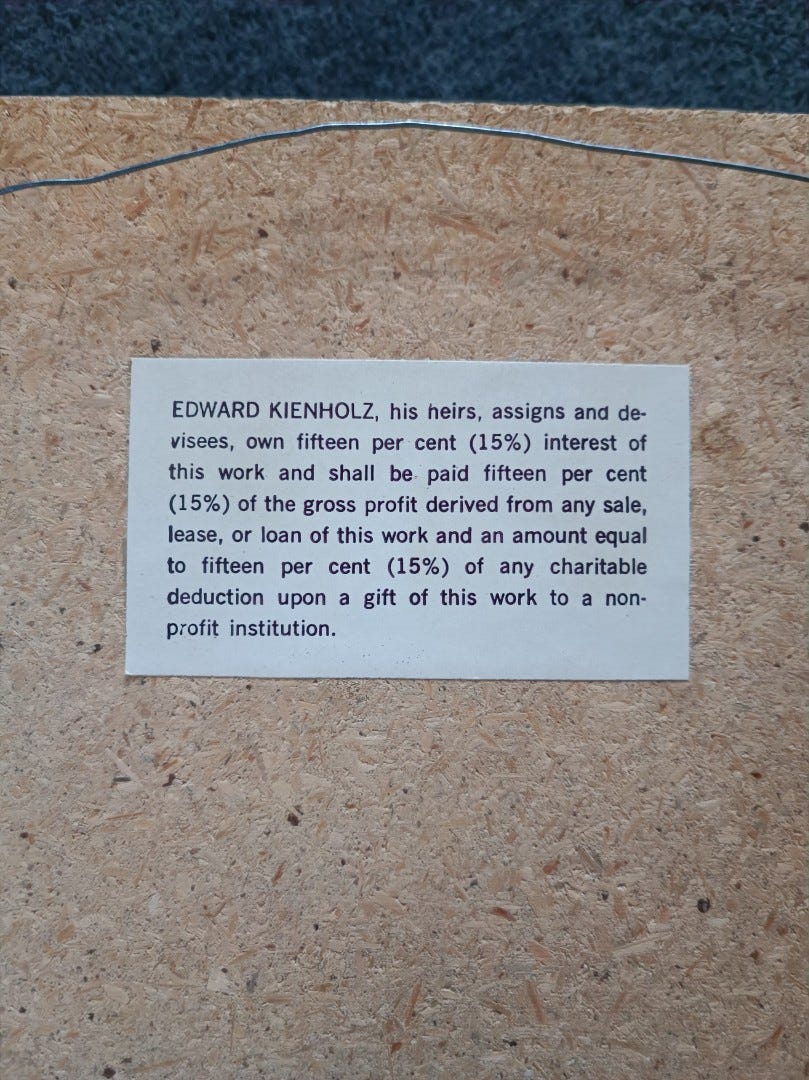 EDWARD KIENHOLZ, his heirs, assigns and de-
visees, own fifteen per cent (15%) interest of
this work and shall be paid fifteen per cent
(15%) of the gross profit derived from any sale,
lease, or loan of this work and an amount equal
to fifteen per cent (15%) of any charitable
deduction upon a gift of this work to a non-
profit institution.